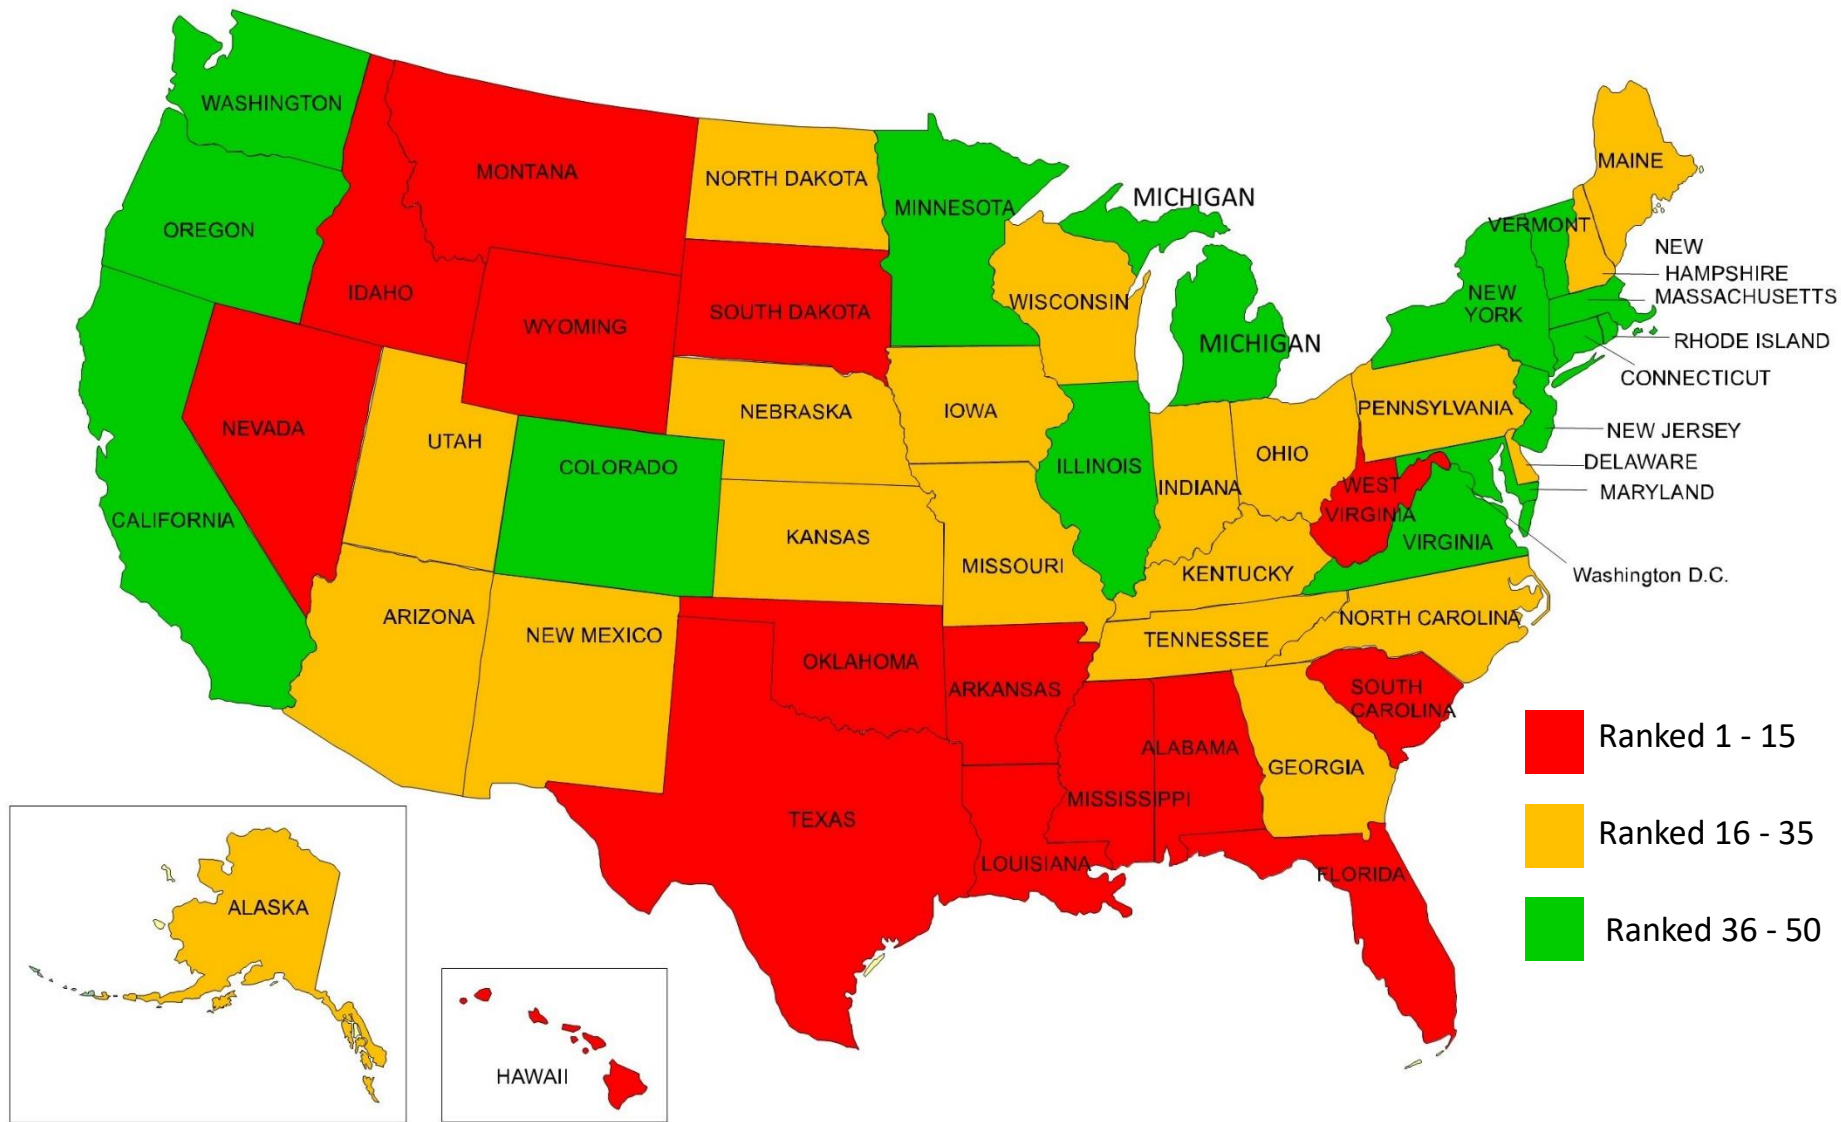 WASHINGTON
MONTANA
NORTH DAKOTA
MINNESOTA
MICHIGAN
MAINE
OREGON
VERMONT
NEW
HAMPSHIRE
MASSACHUSETTS
IDAHO
WYOMING
SOUTH DAKOTA
WISCONSIN
MICHIGAN
NEW
YORK
RHODE ISLAND
CONNECTICUT
NEVADA
UTAH
COLORADO
NEBRASKA
IOWA
ILLINOIS
INDIANA
OHIO
PENNSYLVANIA
NEW JERSEY
DELAWARE
MARYLAND
WEST
VIRGINIA
CALIFORNIA
KANSAS
MISSOURI
KENTUCKY
VIRGINIA
Washington D.C.
ARIZONA
NEW MEXICO
OKLAHOMA
ARKANSAS
TENNESSEE
NORTH CAROLINA
SOUTH
CAROLINA
TEXAS
LOUISIANA
MISSISSIPPI
ALABAMA
GEORGIA
FLORIDA
Ranked 1 - 15
Ranked 16 - 35
Ranked 36 - 50
ALASKA
HAWAII